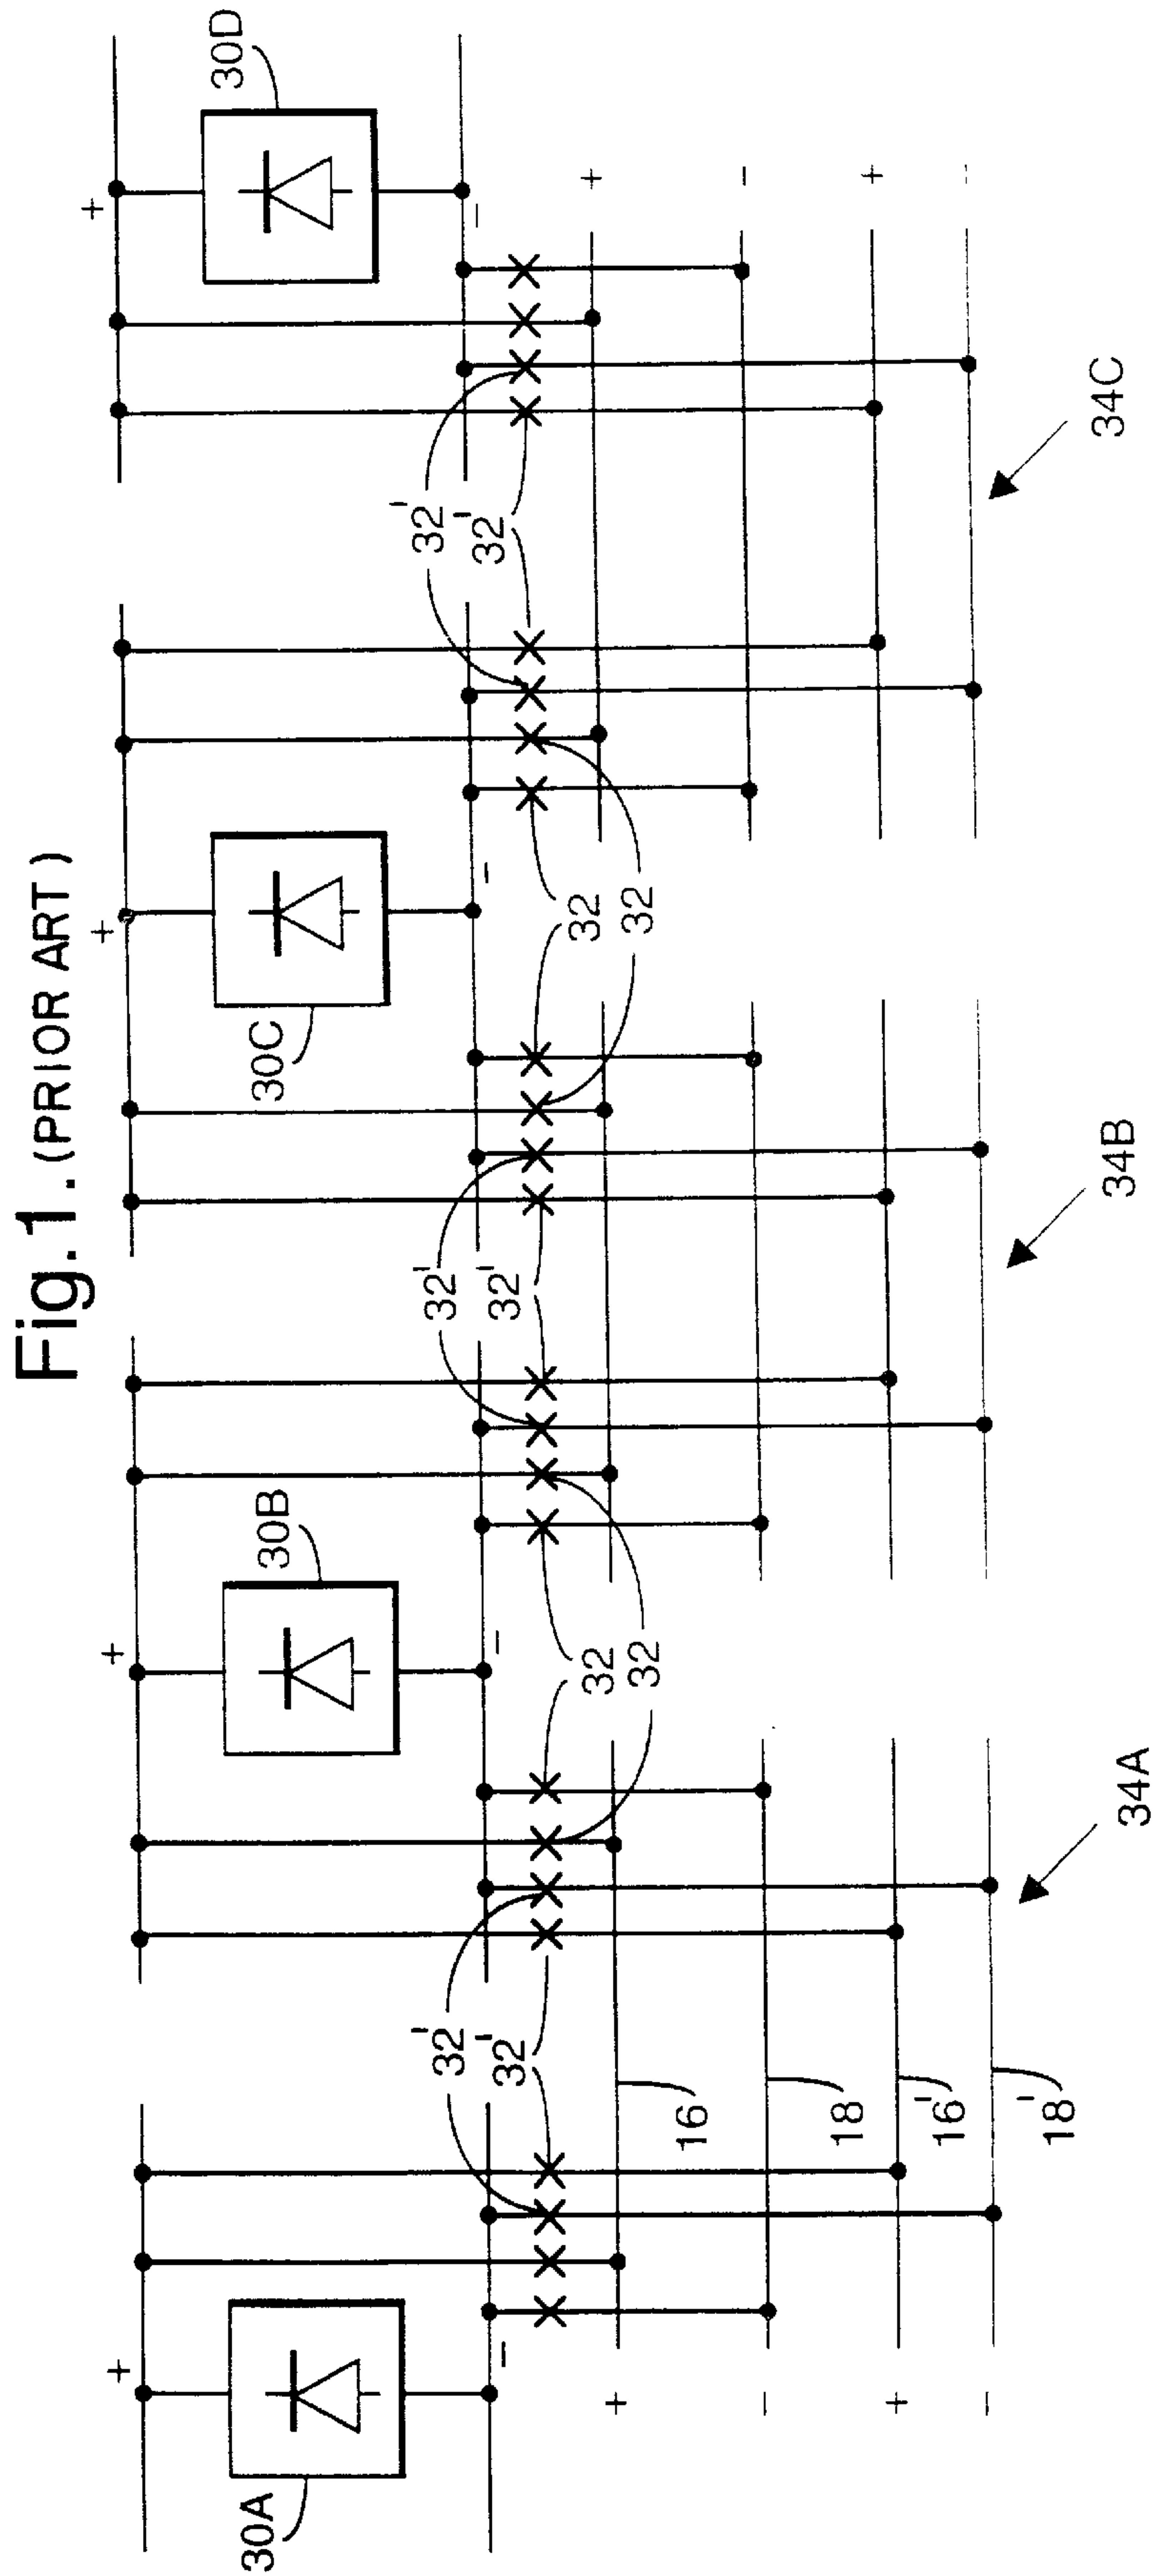 Fig.1. (PRIOR ART)
+ + + +
30A 30B 30C 30D
32' 32' 32'
− − − −
32' 32' 32'
32 32
+ +
32 32
16
− −
18
+ +
16'
− −
18'
34A 34B 34C